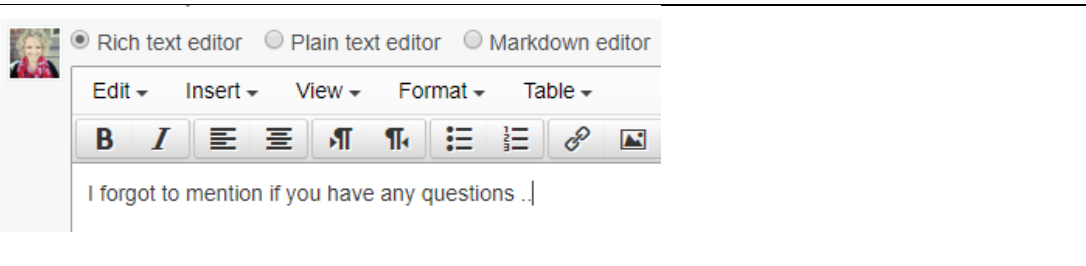 Rich text editor Plain text editor Markdown editor
Edit Insert View Format Table
B I
I forgot to mention if you have any questions ..